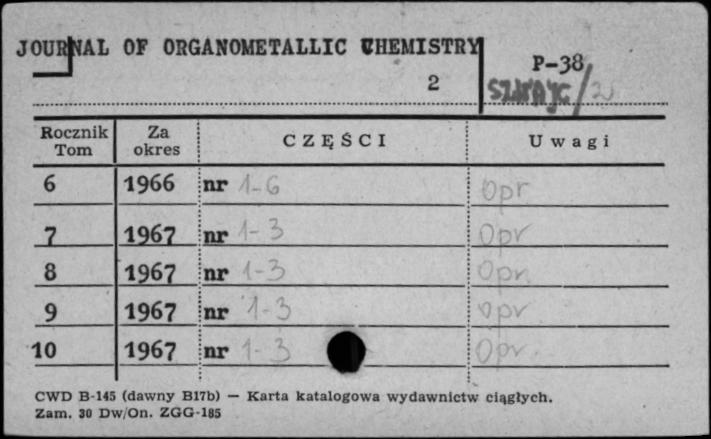 JOURNAL OF ORGANOMETALLIC CHEMISTRY
P-38
2
SZWAJC
Rocznik Tom Za okres CZĘŚCI Uwagi
6 1966 nr 1-6 opr
7 1967 nr 1-3 Opr
8 1967 nr 1-3 Opr.
9 1967 nr 1-3 opr
10 1967 nr 1-3 Opr.
CWD B-145 (dawny B17b) — Karta katalogowa wydawnictw ciągłych.
Zam. 30 Dw/On. ZGG-185